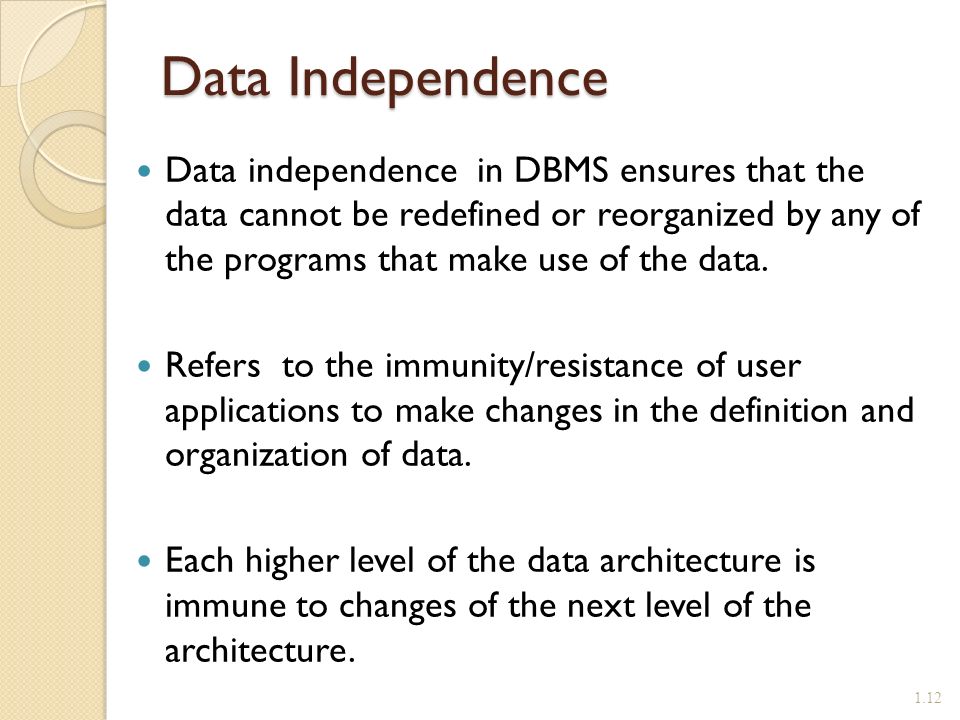 Data Independence
Data independence in DBMS ensures that the
data cannot be redefined or reorganized by any of
the programs that make use of the data.
Refers to the immunity/resistance of user
applications to make changes in the definition and
organization of data.
Each higher level of the data architecture is
immune to changes of the next level of the
architecture.
1.12